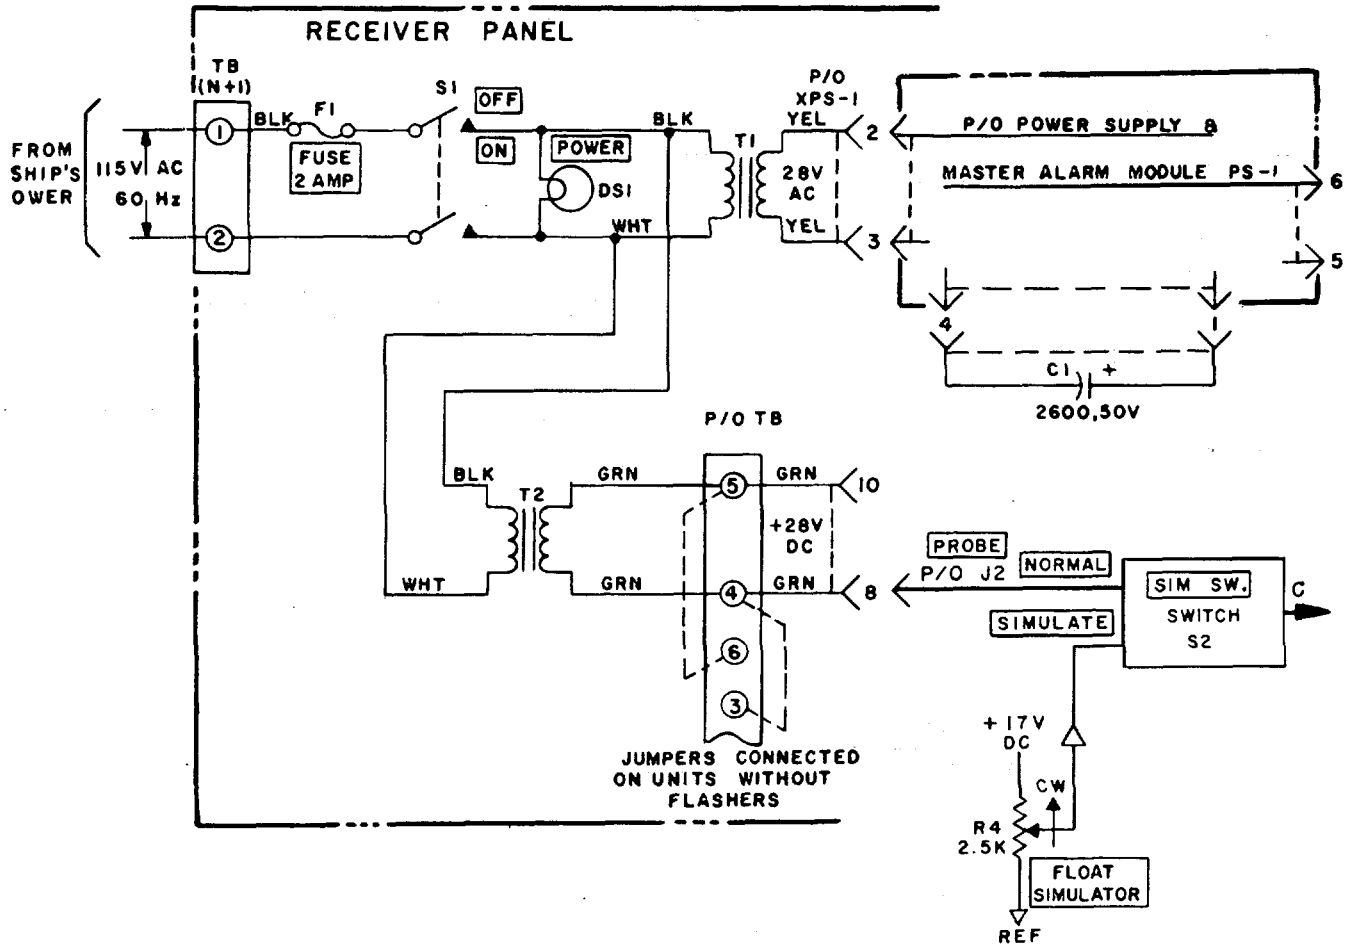 RECEIVER PANEL
TB
(N+1)
FROM
SHIP'S
OWER
115V AC
60 Hz
1
2
BLK
F1
FUSE
2 AMP
S1
OFF
ON
POWER
DS1
BLK
WHT
T1
P/O
XPS-1
YEL
28V
AC
YEL
2
3
P/O POWER SUPPLY &
MASTER ALARM MODULE PS-1
6
5
4
C1 +
2600,50V
P/O TB
BLK
WHT
T2
GRN
GRN
5
4
6
3
GRN
+28V
DC
GRN
10
8
JUMPERS CONNECTED
ON UNITS WITHOUT
FLASHERS
PROBE
P/O J2
NORMAL
SIMULATE
SIM SW.
SWITCH
S2
C
+17V
DC
CW
R4
2.5K
FLOAT
SIMULATOR
REF